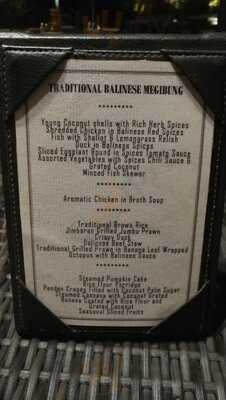 TRADITIONAL BALINESE MEGIBUNG
*********
Young Coconut shells with Rich Herb Spices
Shredded Chicken in Balinese Red Spices
Fish with Shallot & Lemongrass Relish
Duck in Balinese Spices
Sliced Eggplant Round in Spices Tomato Sauce
Assorted Vegetables with Spices Chili Sauce &
Grated Coconut
Minced Fish Skewer
*********
Aromatic Chicken in Broth Soup
*********
Traditional Brown Rice
Jimbaran Grilled Jumbo Prawn
Crispy Duck
Balinese Beef Stew
Traditional Grilled Prawn in Banana Leaf Wrapped
Octopus with Balinese Sauce
*********
Steamed Pumpkin Cake
Rice Flour Porridge
Pandan Crepes Filled with Coconut Palm Sugar
Steamed Cassava with Coconut Grated
Banana Coated with Rice Flour and
Grated Coconut
Seasonal Sliced Fruits